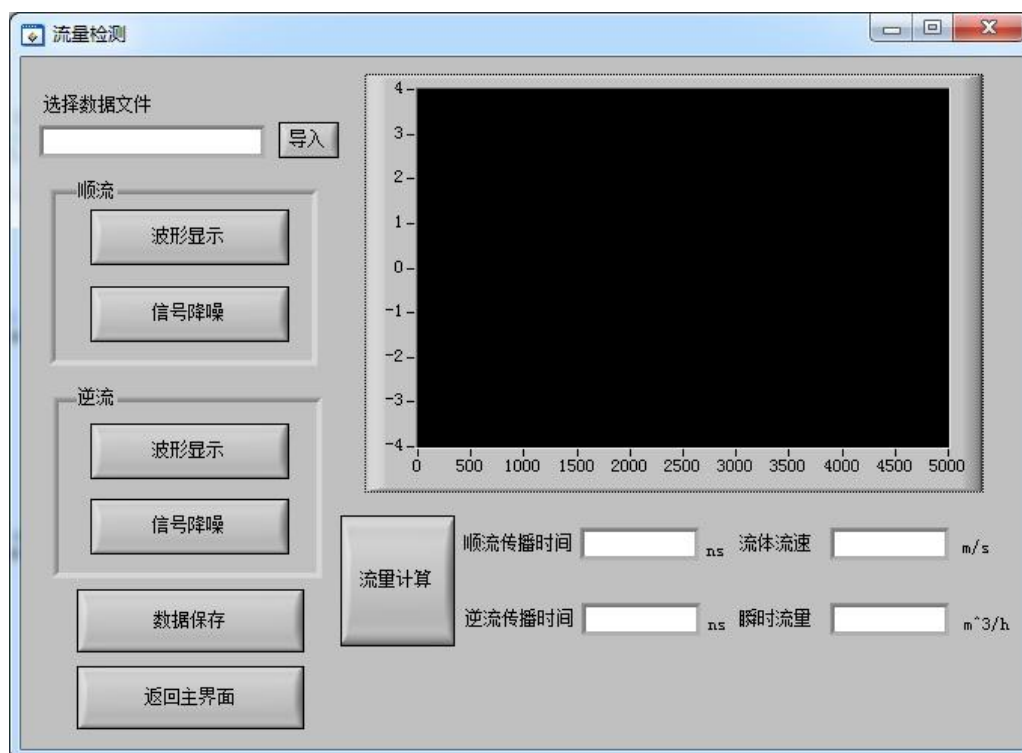 流量检测
选择数据文件
导入
顺流
波形显示
信号降噪
逆流
波形显示
信号降噪
数据保存
返回主界面
4
3
2
1
0
-1
-2
-3
-4
0 500 1000 1500 2000 2500 3000 3500 4000 4500 5000
流量计算
顺流传播时间 ns 流体流速 m/s
逆流传播时间 ns 瞬时流量 m^3/h